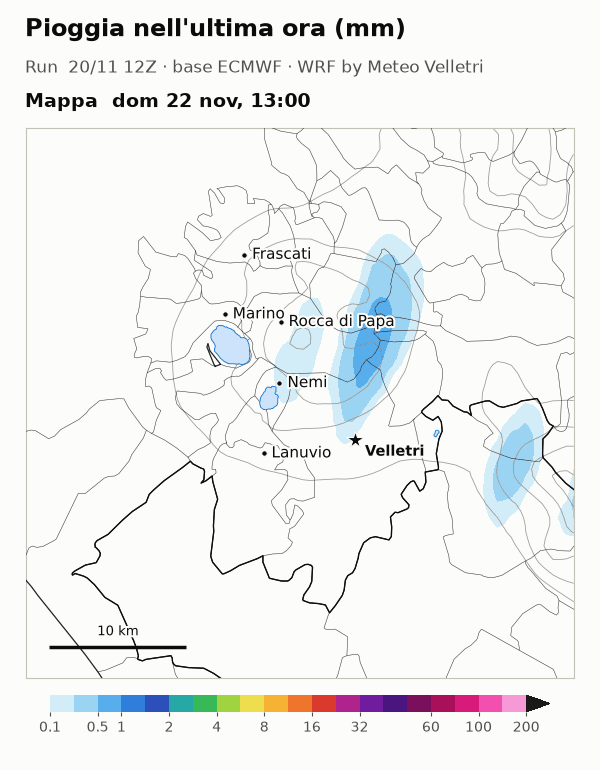 Pioggia nell'ultima ora (mm)
Run  20/11 12Z · base ECMWF · WRF by Meteo Velletri
Mappa  dom 22 nov, 13:00
Frascati
Marino
Rocca di Papa
Nemi
Velletri
Lanuvio
10 km
0.1 0.5 1 2 4 8 16 32 60 100 200